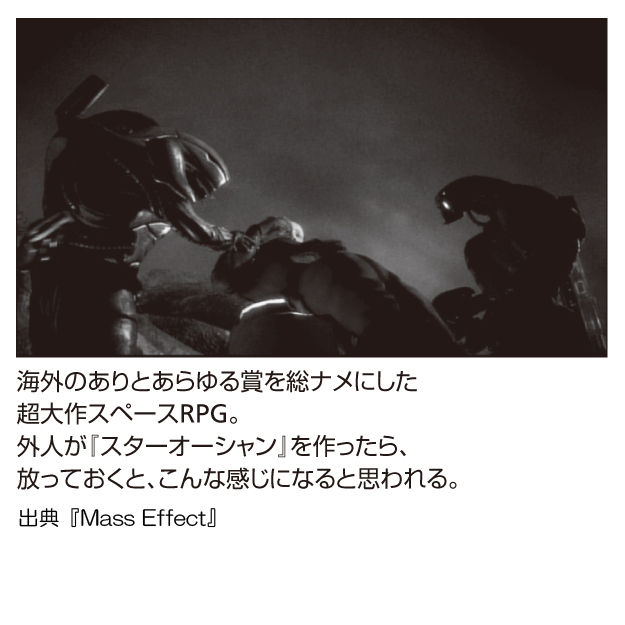 海外のありとあらゆる賞を総ナメにした
超大作スペースRPG。
外人が『スターオーシャン』を作ったら、
放っておくと、こんな感じになると思われる。
出典『Mass Effect』